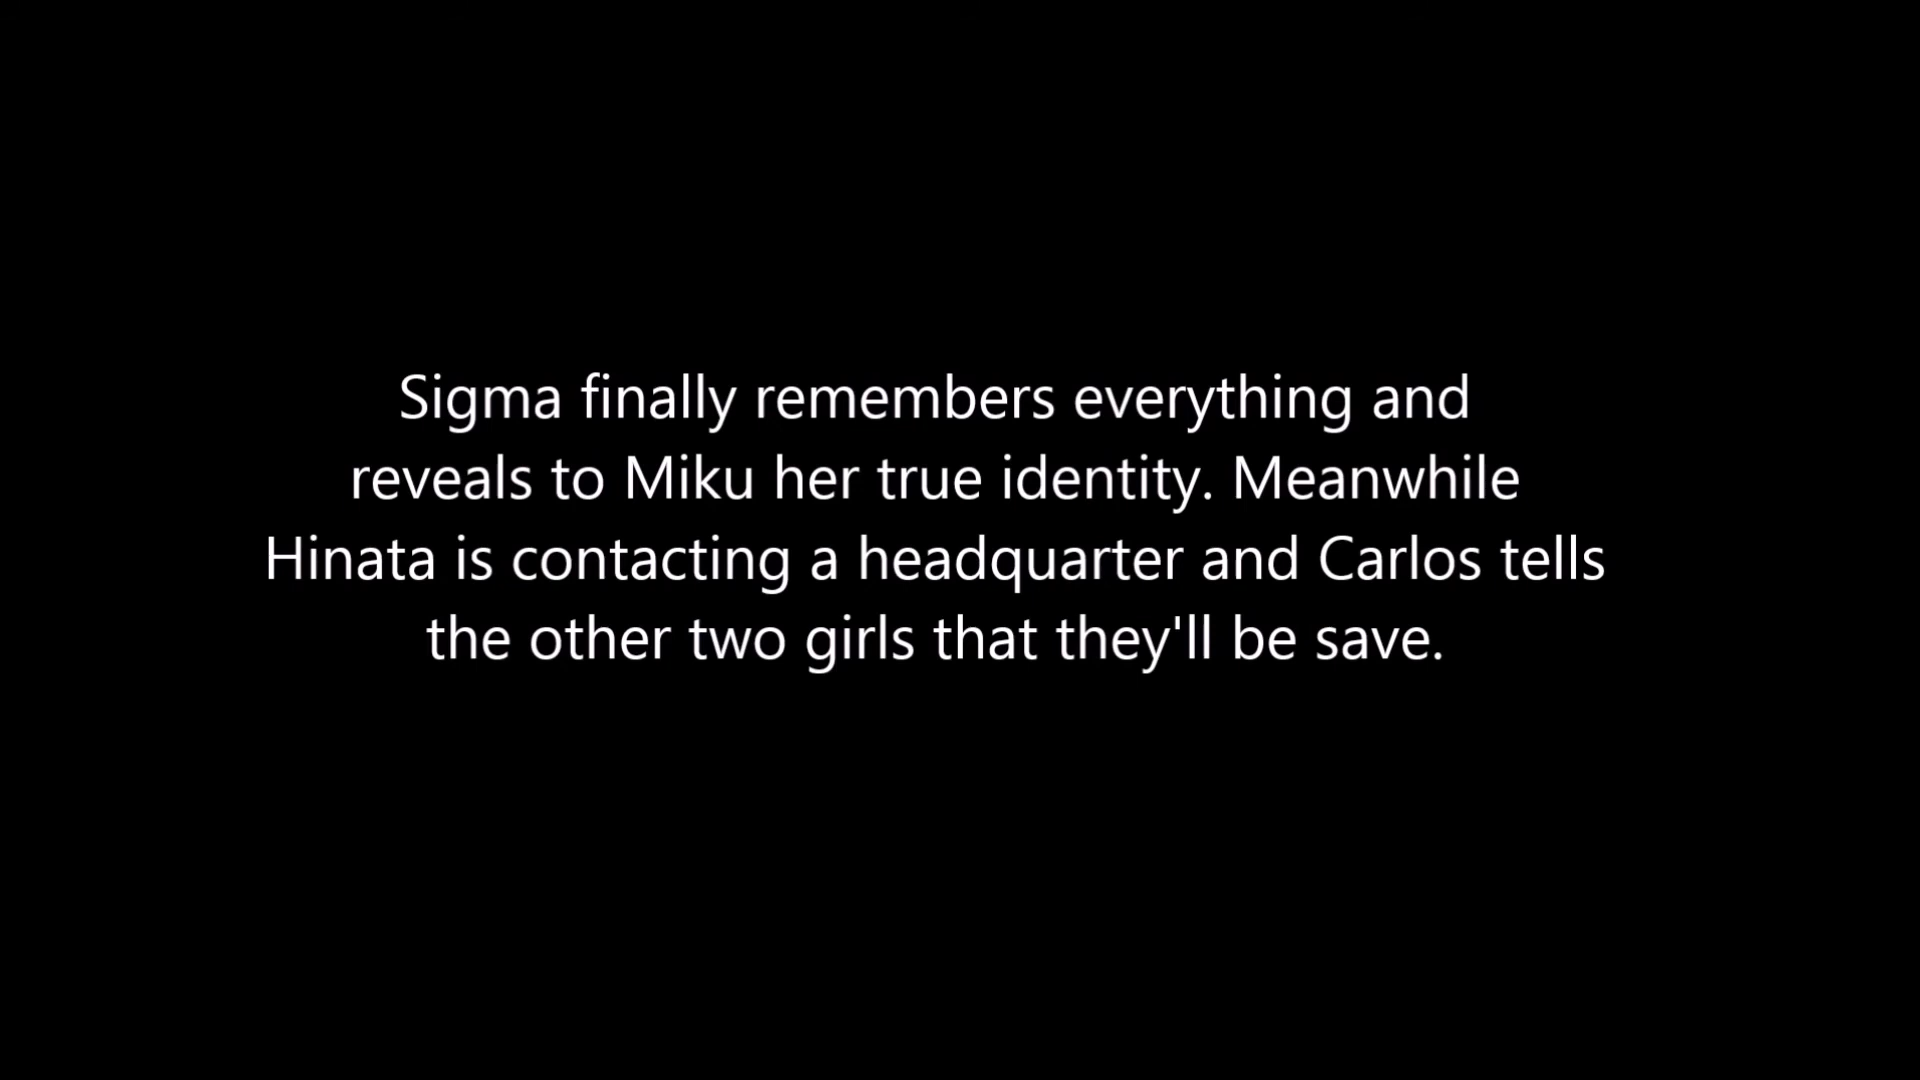 Sigma finally remembers everything and
reveals to Miku her true identity. Meanwhile
Hinata is contacting a headquarter and Carlos tells
the other two girls that they'll be save.